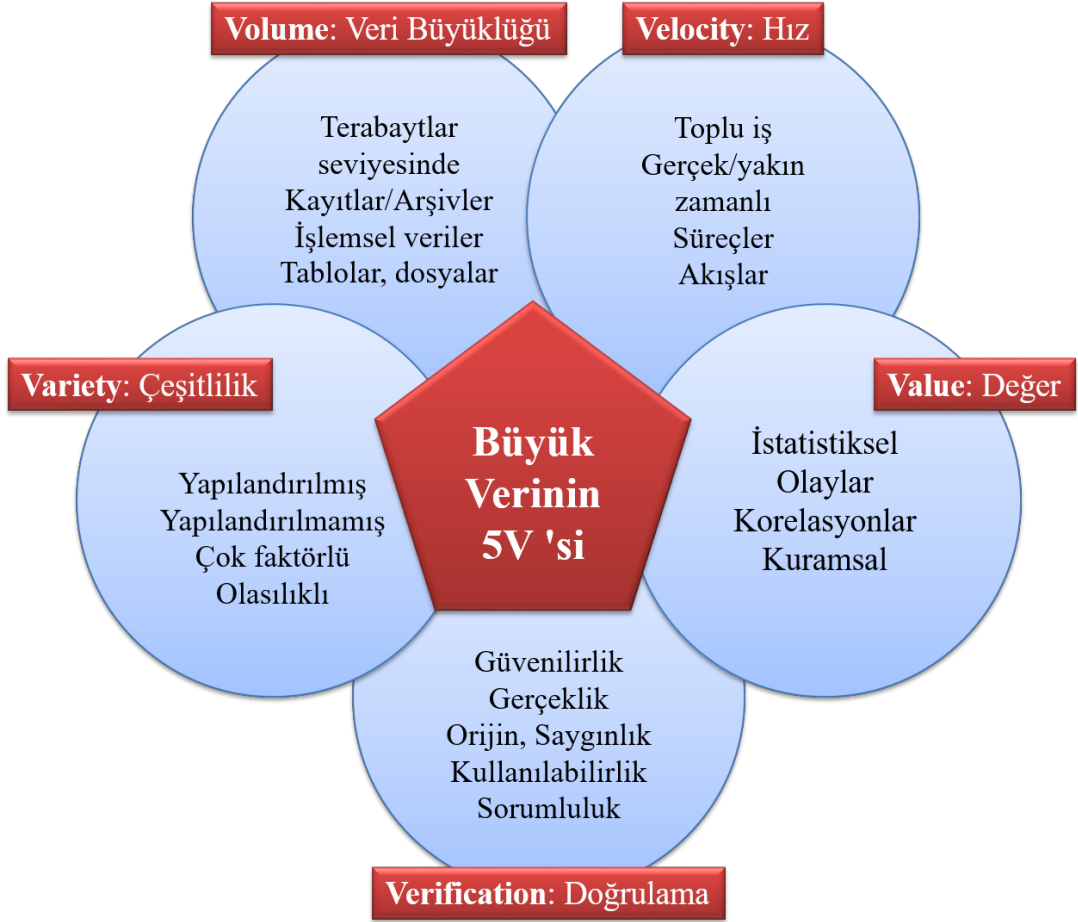 Volume: Veri Büyüklüğü
Terabaytlar
seviyesinde
Kayıtlar/Arşivler
İşlemsel veriler
Tablolar, dosyalar
Velocity: Hız
Toplu iş
Gerçek/yakın
zamanlı
Süreçler
Akışlar
Variety: Çeşitlilik
Yapılandırılmış
Yapılandırılmamış
Çok faktörlü
Olasılıklı
Büyük
Verinin
5V 'si
Value: Değer
İstatistiksel
Olaylar
Korelasyonlar
Kuramsal
Güvenilirlik
Gerçeklik
Orijin, Saygınlık
Kullanılabilirlik
Sorumluluk
Verification: Doğrulama